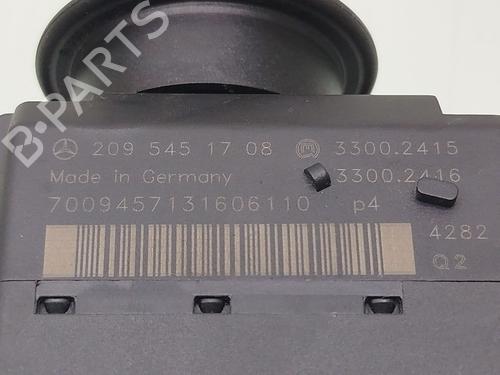 B-PARTS
209 545 17 08 3300.2415
Made in Germany 3300.2416
7009457131606110 p4
4282
Q2